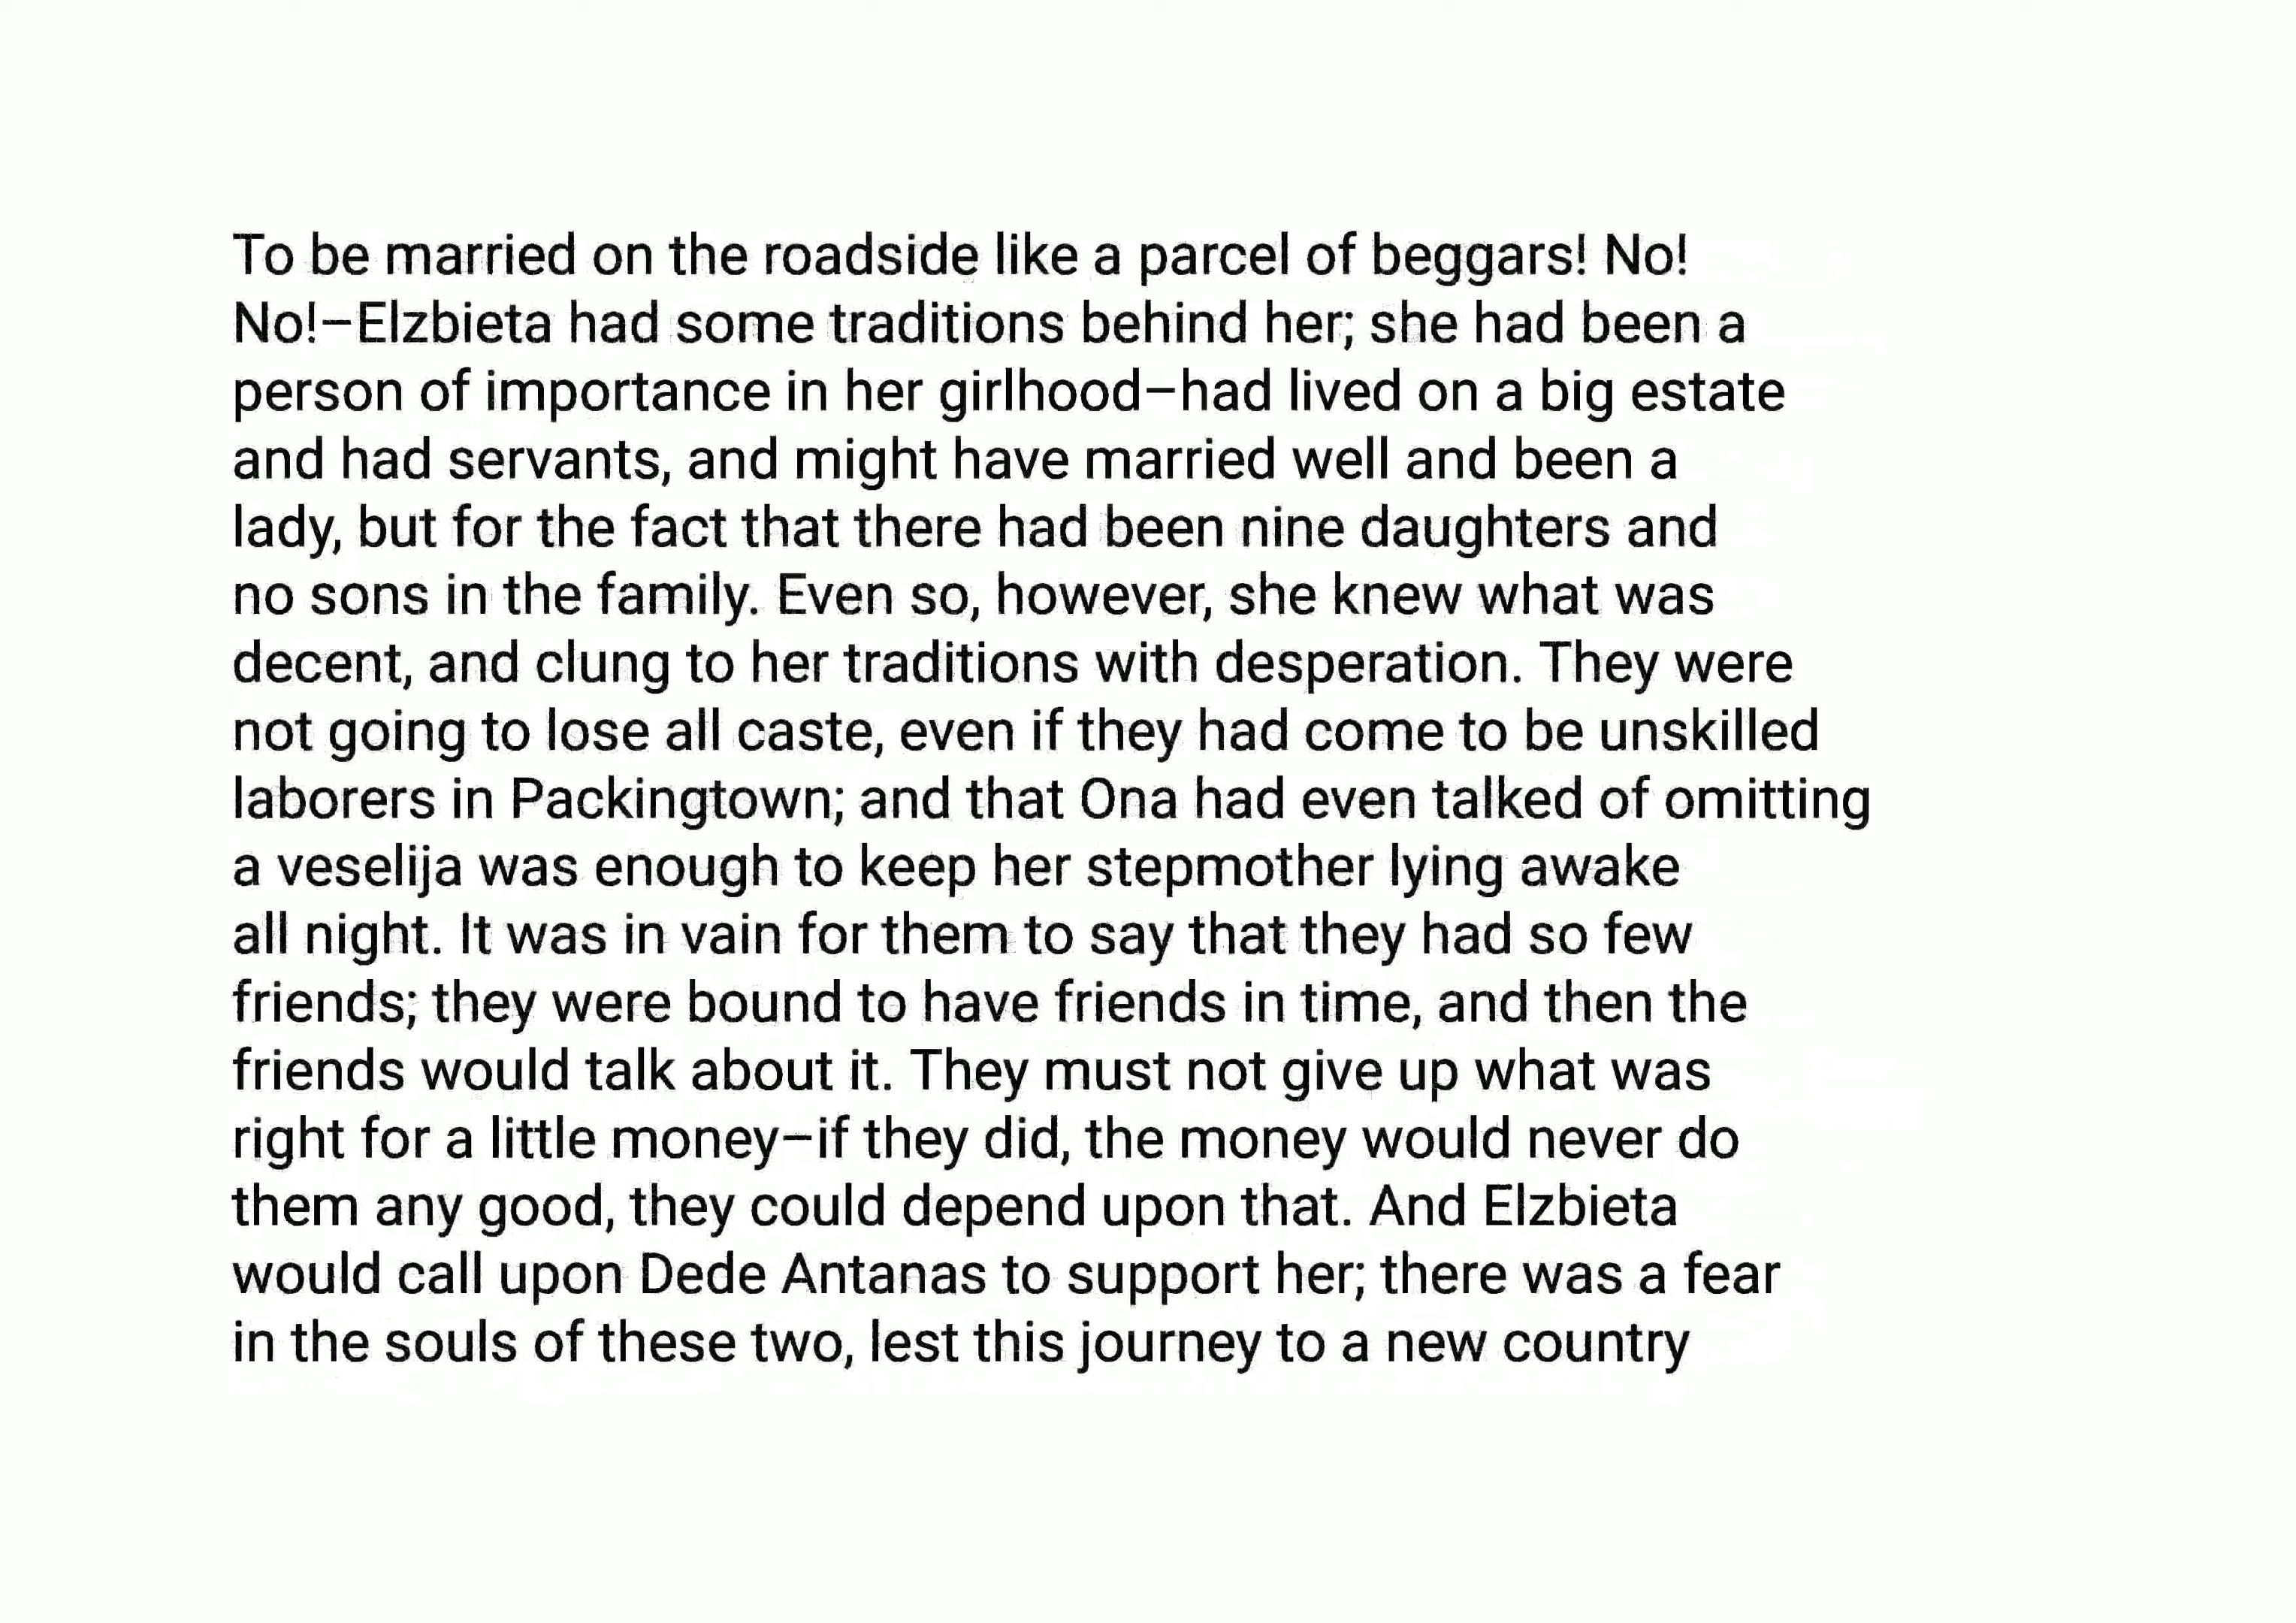 To be married on the roadside like a parcel of beggars! No!
No!–Elzbieta had some traditions behind her; she had been a
person of importance in her girlhood–had lived on a big estate
and had servants, and might have married well and been a
lady, but for the fact that there had been nine daughters and
no sons in the family. Even so, however, she knew what was
decent, and clung to her traditions with desperation. They were
not going to lose all caste, even if they had come to be unskilled
laborers in Packingtown; and that Ona had even talked of omitting
a veselija was enough to keep her stepmother lying awake
all night. It was in vain for them to say that they had so few
friends; they were bound to have friends in time, and then the
friends would talk about it. They must not give up what was
right for a little money–if they did, the money would never do
them any good, they could depend upon that. And Elzbieta
would call upon Dede Antanas to support her; there was a fear
in the souls of these two, lest this journey to a new country